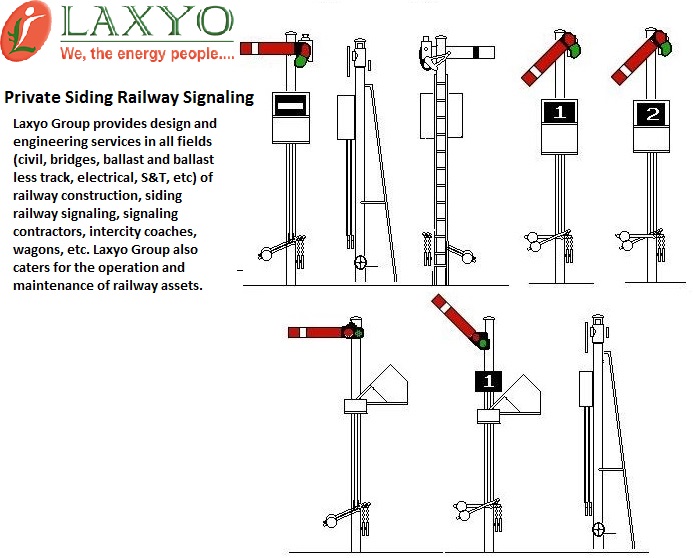 LAXYO
We, the energy people....
Private Siding Railway Signaling
Laxyo Group provides design and
engineering services in all fields
(civil, bridges, ballast and ballast
less track, electrical, S&T, etc) of
railway construction, siding
railway signaling, signaling
contractors, intercity coaches,
wagons, etc. Laxyo Group also
caters for the operation and
maintenance of railway assets.
1
2
1